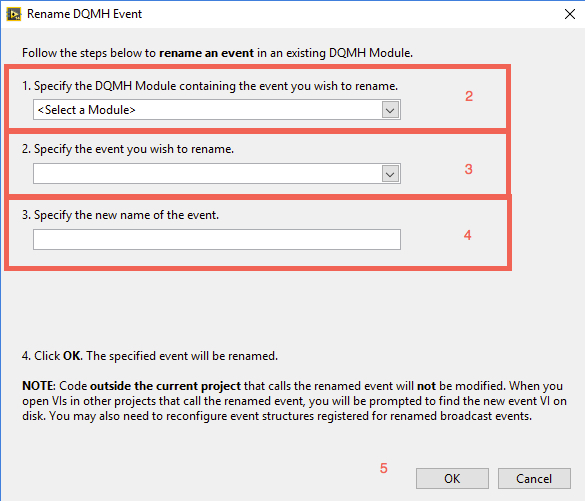 Rename DQMH Event
Follow the steps below to rename an event in an existing DQMH Module.
1. Specify the DQMH Module containing the event you wish to rename.
2
<Select a Module>
2. Specify the event you wish to rename.
3
3. Specify the new name of the event.
4
4. Click OK. The specified event will be renamed.
NOTE: Code outside the current project that calls the renamed event will not be modified. When you
open VIs in other projects that call the renamed event, you will be prompted to find the new event VI on
disk. You may also need to reconfigure event structures registered for renamed broadcast events.
5
OK
Cancel